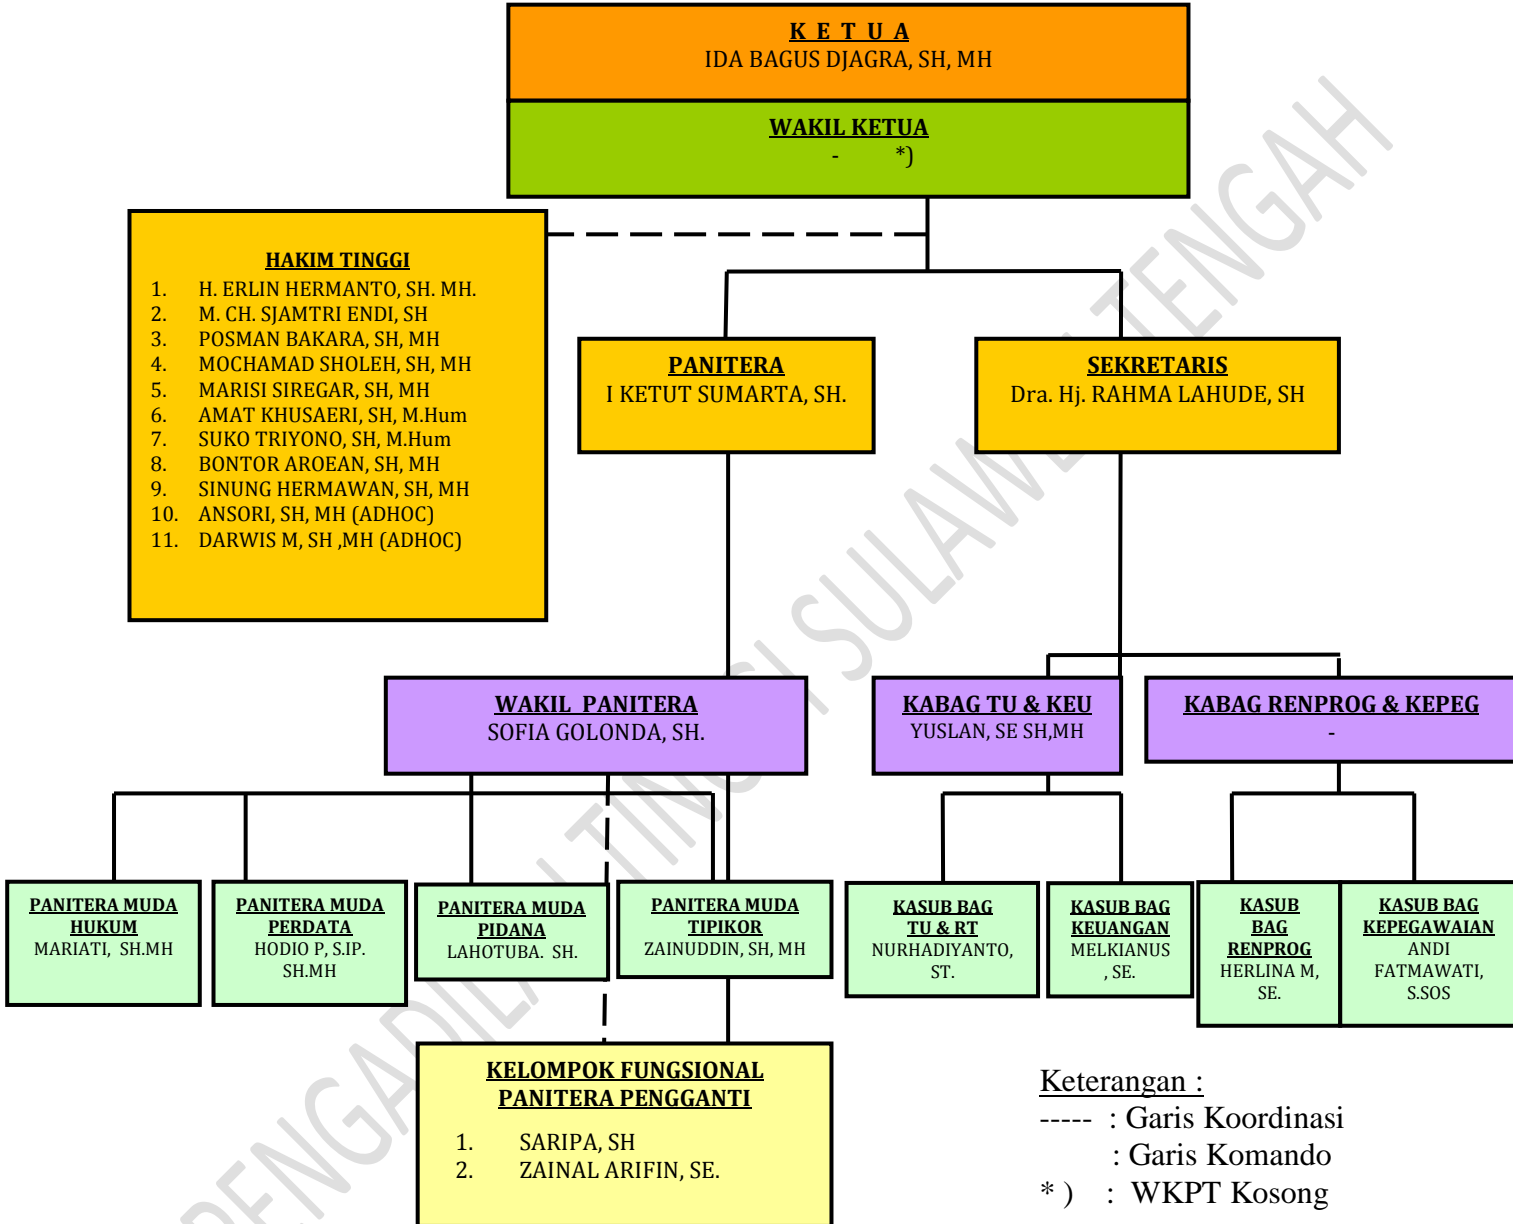 K E T U A
IDA BAGUS DJAGRA, SH, MH
WAKIL KETUA
- *)
HAKIM TINGGI
1. H. ERLIN HERMANTO, SH. MH.
2. M. CH. SJAMTRI ENDI, SH
3. POSMAN BAKARA, SH, MH
4. MOCHAMAD SHOLEH, SH, MH
5. MARISI SIREGAR, SH, MH
6. AMAT KHUSAERI, SH, M.Hum
7. SUKO TRIYONO, SH, M.Hum
8. BONTOR AROEAN, SH, MH
9. SINUNG HERMAWAN, SH, MH
10. ANSORI, SH, MH (ADHOC)
11. DARWIS M, SH ,MH (ADHOC)
PANITERA
I KETUT SUMARTA, SH.
SEKRETARIS
Dra. Hj. RAHMA LAHUDE, SH
WAKIL PANITERA
SOFIA GOLONDA, SH.
KABAG TU & KEU
YUSLAN, SE SH,MH
KABAG RENPROG & KEPEG
-
PANITERA MUDA
HUKUM
MARIATI, SH.MH
PANITERA MUDA
PERDATA
HODIO P, S.IP.
SH.MH
PANITERA MUDA
PIDANA
LAHOTUBA. SH.
PANITERA MUDA
TIPIKOR
ZAINUDDIN, SH, MH
KASUB BAG
TU & RT
NURHADIYANTO,
ST.
KASUB BAG
KEUANGAN
MELKIANUS
, SE.
KASUB
BAG
RENPROG
HERLINA M,
SE.
KASUB BAG
KEPEGAWAIAN
ANDI
FATMAWATI,
S.SOS
KELOMPOK FUNGSIONAL
PANITERA PENGGANTI
1. SARIPA, SH
2. ZAINAL ARIFIN, SE.
Keterangan :
----- : Garis Koordinasi
: Garis Komando
* ) : WKPT Kosong
PENGADILAN TINGGI SULAWESI TENGAH